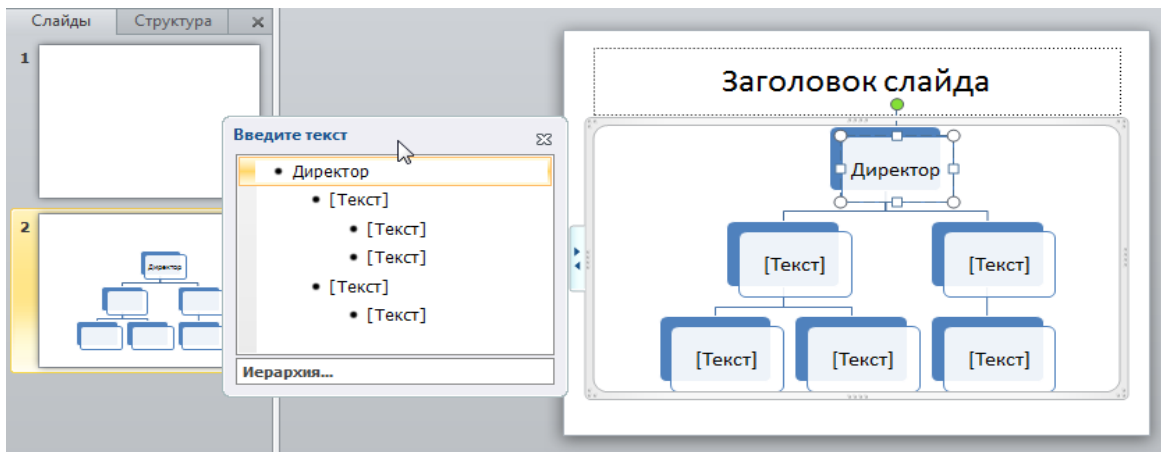 Слайды
Структура
1
2
Директор
Введите текст
• Директор
• [Текст]
• [Текст]
• [Текст]
• [Текст]
• [Текст]
Иерархия...
Заголовок слайда
Директор
[Текст]
[Текст]
[Текст]
[Текст]
[Текст]